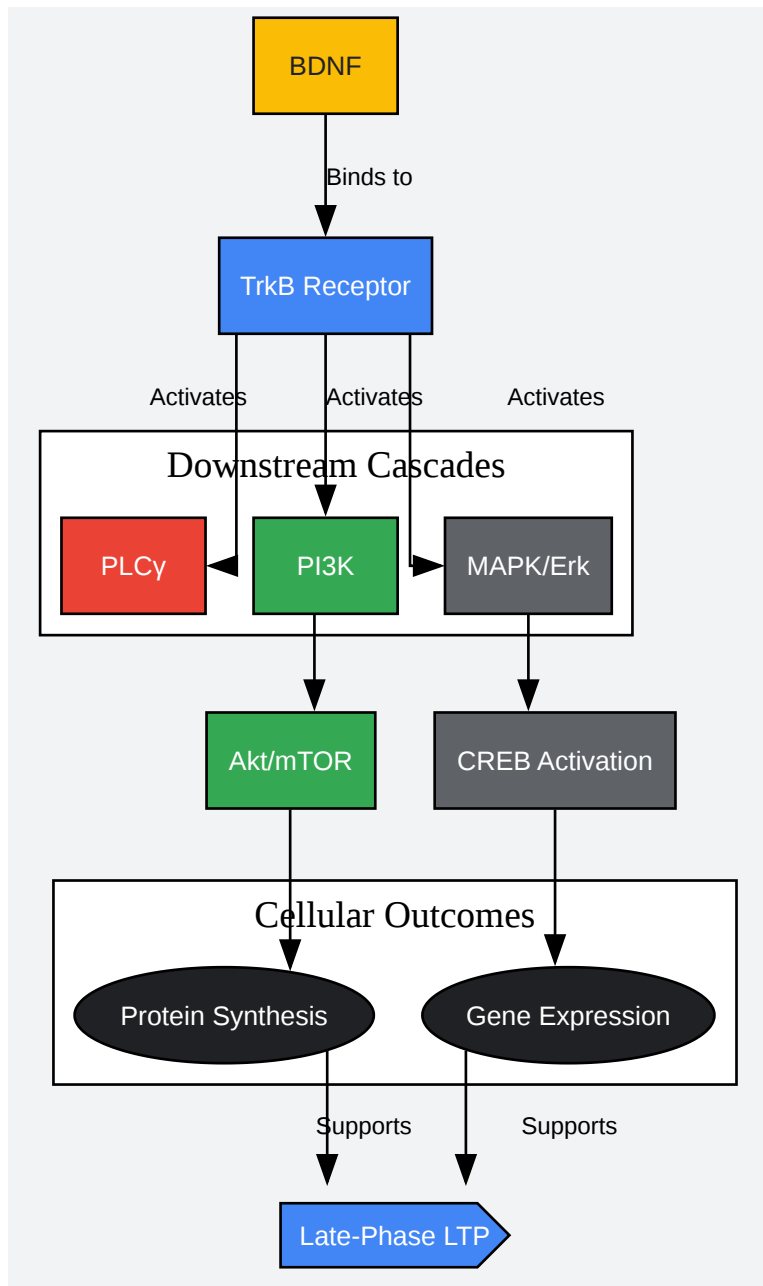 BDNF
Binds to
TrkB Receptor
Activates
Activates
Activates
Downstream Cascades
PLCγ
PI3K
MAPK/Erk
Akt/mTOR
CREB Activation
Cellular Outcomes
Protein Synthesis
Gene Expression
Supports
Supports
Late-Phase LTP